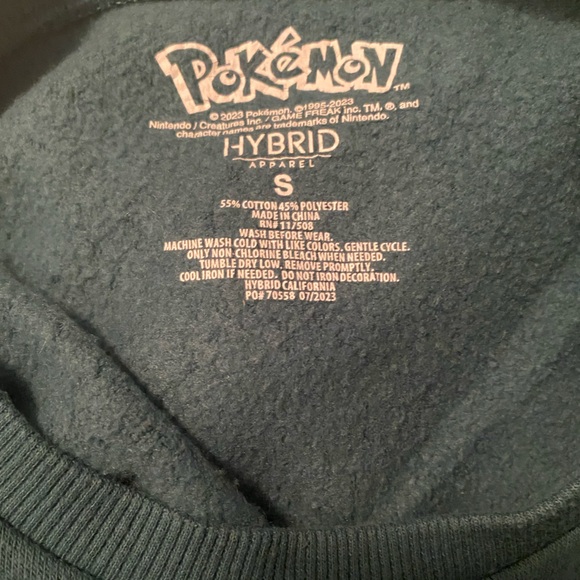 POKéMON™
© 2023 Pokémon. ©1995-2023
Nintendo / Creatures Inc. / GAME FREAK inc. TM, ®, and
character names are trademarks of Nintendo.
HYBRID
APPAREL
S
55% COTTON 45% POLYESTER
MADE IN CHINA
RN# 117508
WASH BEFORE WEAR.
MACHINE WASH COLD WITH LIKE COLORS. GENTLE CYCLE.
ONLY NON-CHLORINE BLEACH WHEN NEEDED.
TUMBLE DRY LOW. REMOVE PROMPTLY.
COOL IRON IF NEEDED. DO NOT IRON DECORATION.
HYBRID CALIFORNIA
PO# 70558 07/2023